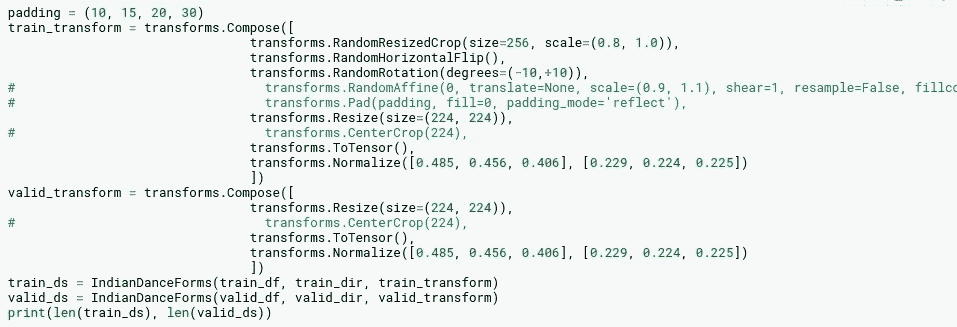 padding = (10, 15, 20, 30)
train_transform = transforms.Compose([
transforms.RandomResizedCrop(size=256, scale=(0.8, 1.0)),
transforms.RandomHorizontalFlip(),
transforms.RandomRotation(degrees=(-10,+10)),
# transforms.RandomAffine(0, translate=None, scale=(0.9, 1.1), shear=1, resample=False, fillco
# transforms.Pad(padding, fill=0, padding_mode='reflect'),
transforms.Resize(size=(224, 224)),
# transforms.CenterCrop(224),
transforms.ToTensor(),
transforms.Normalize([0.485, 0.456, 0.406], [0.229, 0.224, 0.225])
])
valid_transform = transforms.Compose([
transforms.Resize(size=(224, 224)),
# transforms.CenterCrop(224),
transforms.ToTensor(),
transforms.Normalize([0.485, 0.456, 0.406], [0.229, 0.224, 0.225])
])
train_ds = IndianDanceForms(train_df, train_dir, train_transform)
valid_ds = IndianDanceForms(valid_df, valid_dir, valid_transform)
print(len(train_ds), len(valid_ds))